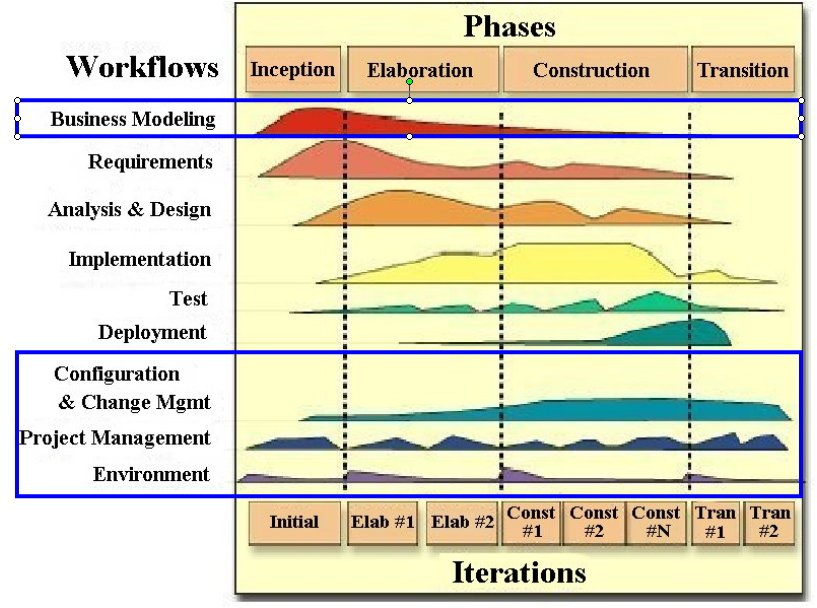 Phases
Workflows
Inception
Elaboration
Construction
Transition
Business Modeling
Requirements
Analysis & Design
Implementation
Test
Deployment
Configuration
& Change Mgmt
Project Management
Environment
Initial
Elab #1
Elab #2
Const
#1
Const
#2
Const
#N
Tran
#1
Tran
#2
Iterations